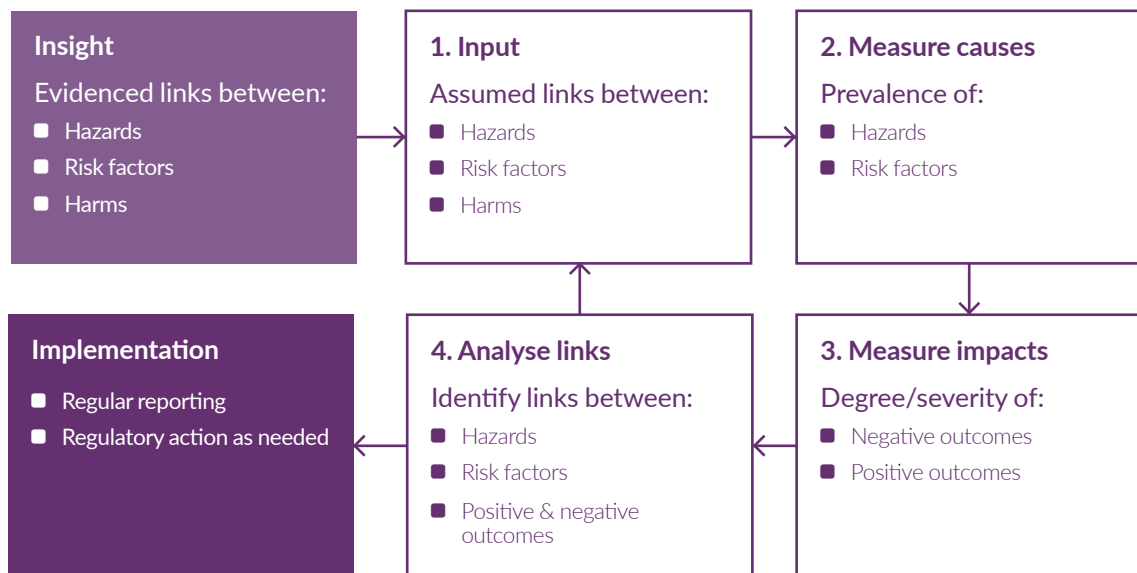 Insight
Evidenced links between:
Hazards
Risk factors
Harms
1. Input
Assumed links between:
Hazards
Risk factors
Harms
2. Measure causes
Prevalence of:
Hazards
Risk factors
3. Measure impacts
Degree/severity of:
Negative outcomes
Positive outcomes
4. Analyse links
Identify links between:
Hazards
Risk factors
Positive & negative
outcomes
Implementation
Regular reporting
Regulatory action as needed